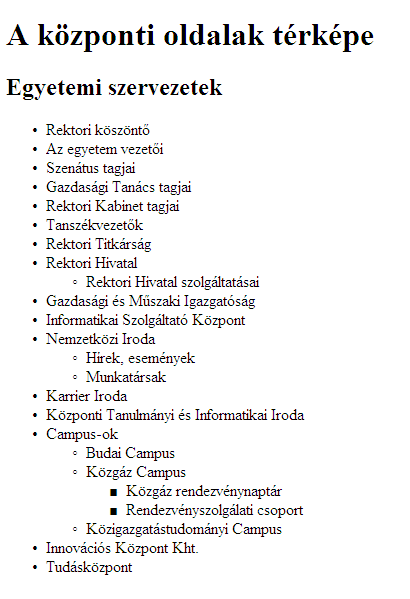 A központi oldalak térképe
Egyetemi szervezetek
• Rektori köszöntő
• Az egyetem vezetői
• Szenátus tagjai
• Gazdasági Tanács tagjai
• Rektori Kabinet tagjai
• Tanszékvezetők
• Rektori Titkárság
• Rektori Hivatal
◦ Rektori Hivatal szolgáltatásai
• Gazdasági és Műszaki Igazgatóság
• Informatikai Szolgáltató Központ
• Nemzetközi Iroda
◦ Hirek, események
◦ Munkatársak
• Karrier Iroda
• Központi Tanulmányi és Informatikai Iroda
• Campus-ok
◦ Budai Campus
◦ Közgáz Campus
▪ Közgáz rendezvénynaptár
▪ Rendezvényszolgálati csoport
◦ Közigazgatástudományi Campus
• Innovációs Központ Kht.
• Tudásközpont